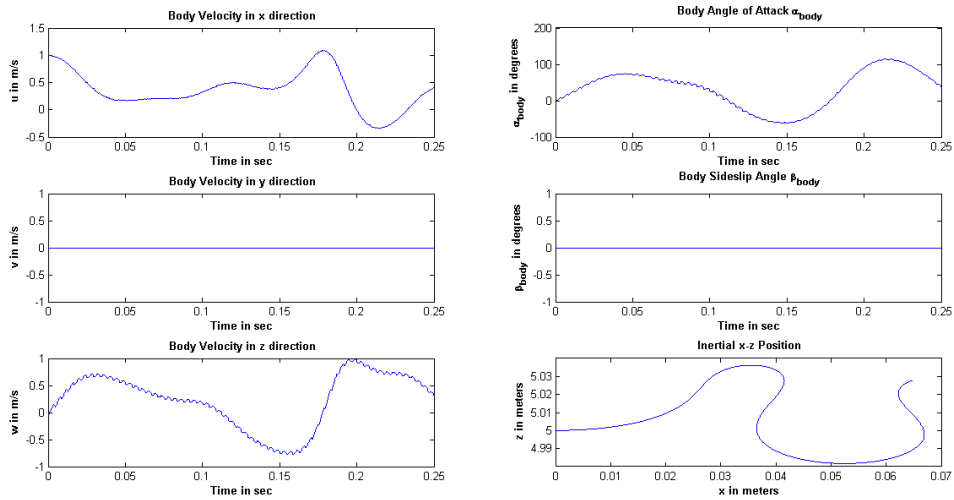 Body Velocity in x direction
u in m/s
1.5
1
0.5
0
-0.5
0 0.05 0.1 0.15 0.2 0.25
Time in sec
Body Angle of Attack αbody
αbody in degrees
200
100
0
-100
0 0.05 0.1 0.15 0.2 0.25
Time in sec
Body Velocity in y direction
v in m/s
1
0.5
0
-0.5
-1
0 0.05 0.1 0.15 0.2 0.25
Time in sec
Body Sideslip Angle βbody
βbody in degrees
1
0.5
0
-0.5
-1
0 0.05 0.1 0.15 0.2 0.25
Time in sec
Body Velocity in z direction
w in m/s
1
0.5
0
-0.5
-1
0 0.05 0.1 0.15 0.2 0.25
Time in sec
Inertial x-z Position
z in meters
5.03
5.02
5.01
5
4.99
0 0.01 0.02 0.03 0.04 0.05 0.06 0.07
x in meters